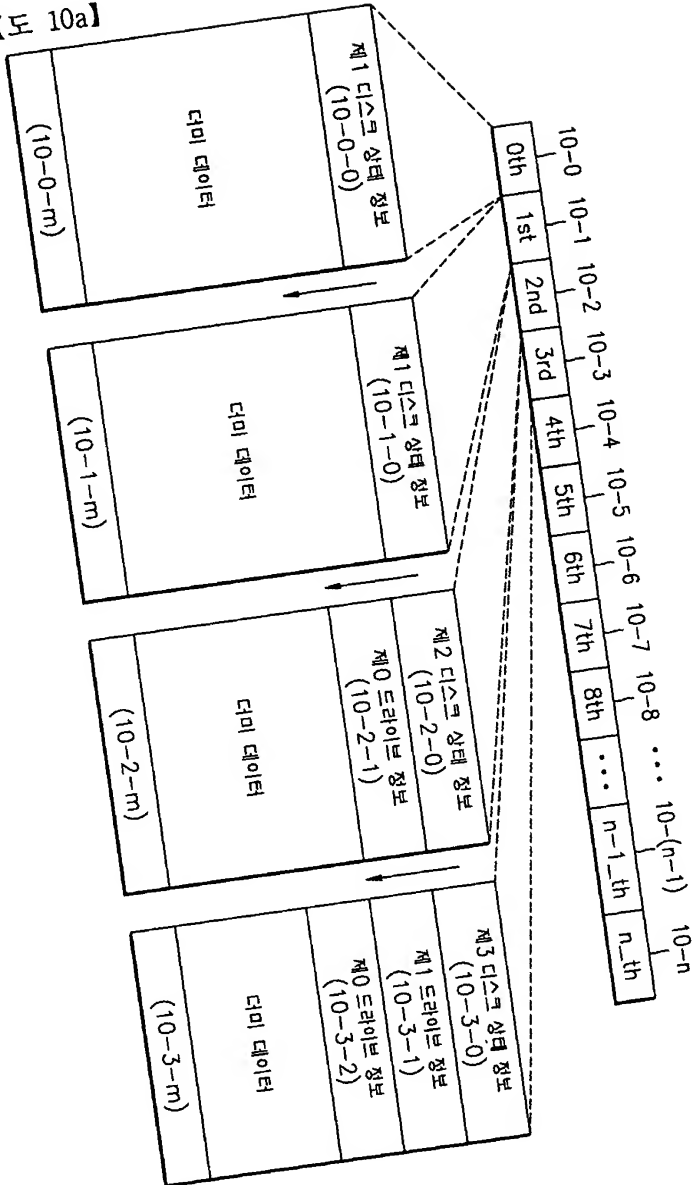 【도 10a】
10-0
10-1
10-2
10-3
10-4
10-5
10-6
10-7
10-8
...
10-(n-1)
10-n
0th
1st
2nd
3rd
4th
5th
6th
7th
8th
...
n-1_th
n_th
제1 디스크 상태 정보
(10-0-0)
더미 데이터
(10-0-m)
제1 디스크 상태 정보
(10-1-0)
더미 데이터
(10-1-m)
제2 디스크 상태 정보
(10-2-0)
제0 드라이브 정보
(10-2-1)
더미 데이터
(10-2-m)
제3 디스크 상태 정보
(10-3-0)
제1 드라이브 정보
(10-3-1)
제0 드라이브 정보
(10-3-2)
더미 데이터
(10-3-m)